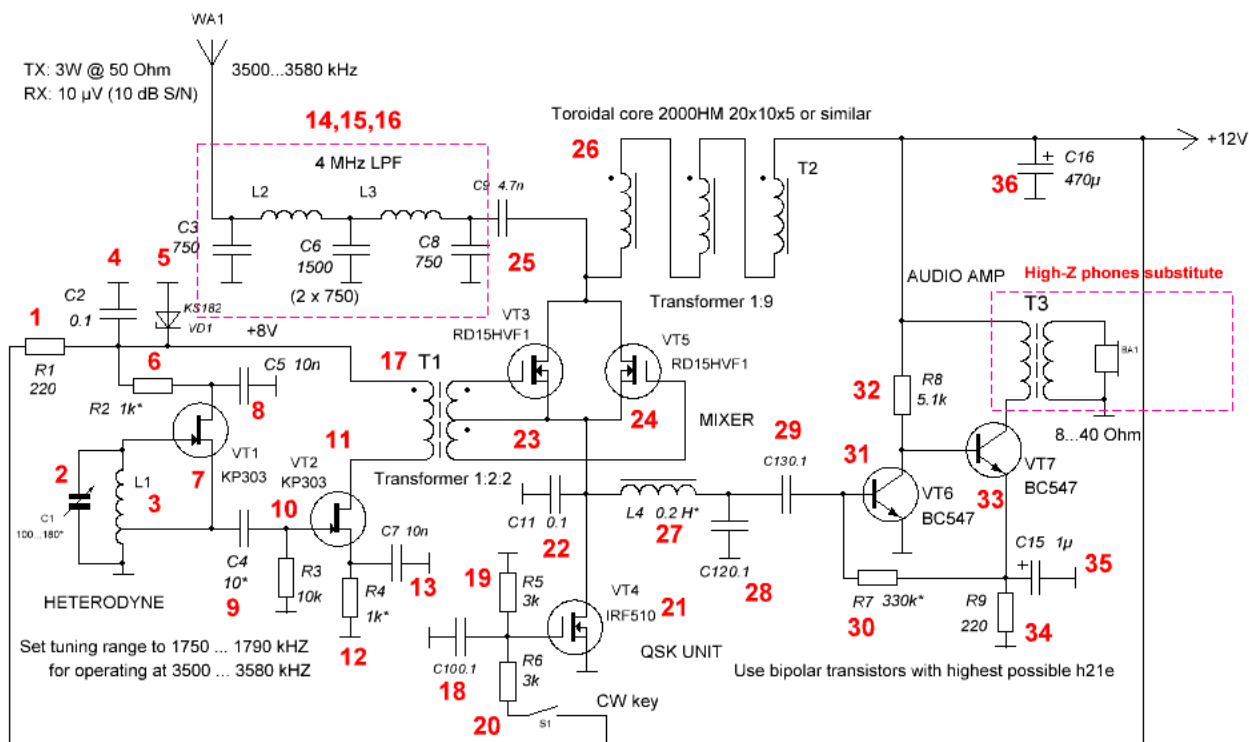 WA1
TX: 3W @ 50 Ohm
3500...3580 kHz
RX: 10 µV (10 dB S/N)
14,15,16
Toroidal core 2000HM 20x10x5 or similar
26
+12V
4 MHz LPF
T2
C16
470µ
36
L2
L3
C9 4.7n
C3
750
C6
1500
(2 x 750)
C8
750
25
4
5
C2
0.1
KS182
VD1
+8V
Transformer 1:9
AUDIO AMP
High-Z phones substitute
T3
BA1
8...40 Ohm
1
R1
220
6
R2 1k*
C5 10n
8
17
T1
VT3
RD15HVF1
VT5
RD15HVF1
23
24
MIXER
32
R8
5.1k
VT1
KP303
7
11
VT2
KP303
10
Transformer 1:2:2
29
C130.1
31
VT6
BC547
33
VT7
BC547
2
C1
100...180*
L1
3
C4
10*
9
R3
10k
C7 10n
13
R4
1k*
12
C11 0.1
22
L4 0.2 H*
27
C120.1
28
C15 1µ
35
R7 330k*
30
R9
220
34
HETERODYNE
19
R5
3k
VT4
IRF510
21
QSK UNIT
C100.1
18
R6
3k
20
S1
CW key
Set tuning range to 1750 ... 1790 kHZ
for operating at 3500 ... 3580 kHz
Use bipolar transistors with highest possible h21e